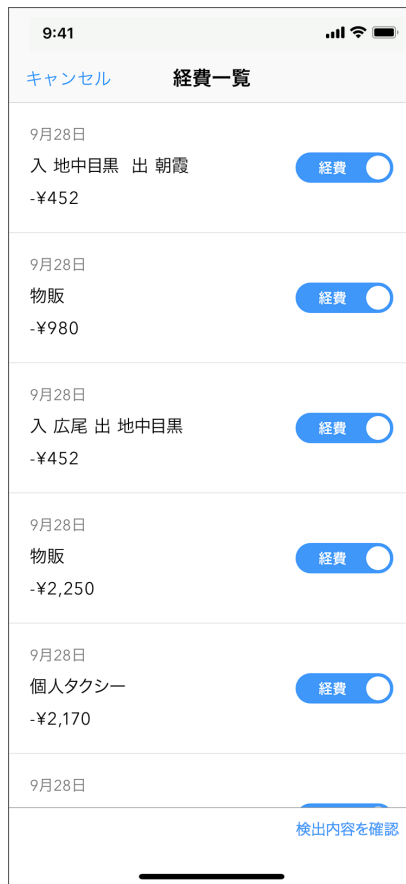 9:41
キャンセル 経費一覧
9月28日
入 地中目黒 出 朝霞
経費
-¥452
9月28日
物販
経費
-¥980
9月28日
入 広尾 出 地中目黒
経費
-¥452
9月28日
物販
経費
-¥2,250
9月28日
個人タクシー
経費
-¥2,170
9月28日
検出内容を確認